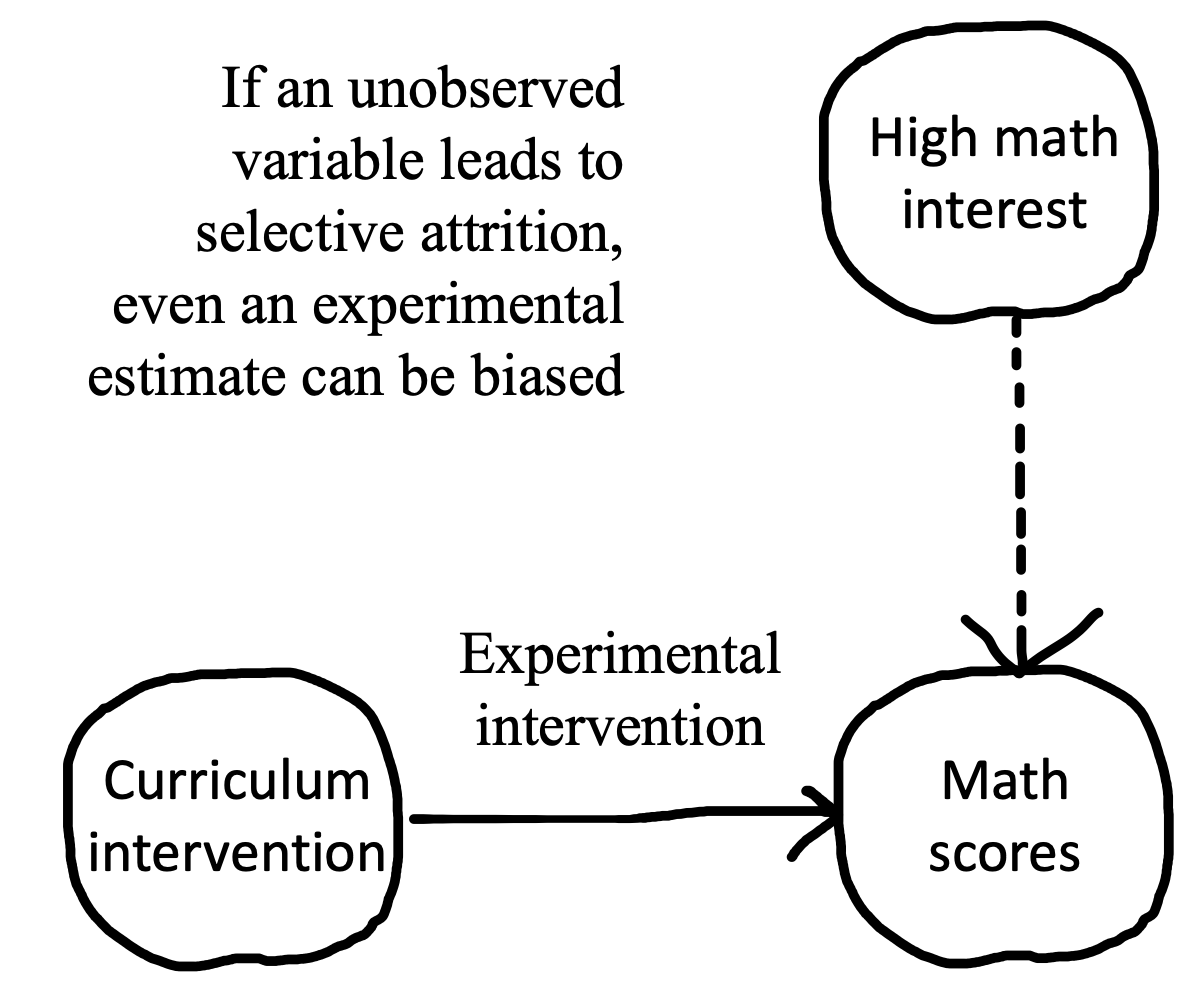 If an unobserved
variable leads to
selective attrition,
even an experimental
estimate can be biased
High math
interest
Experimental
intervention
Curriculum
intervention
Math
scores